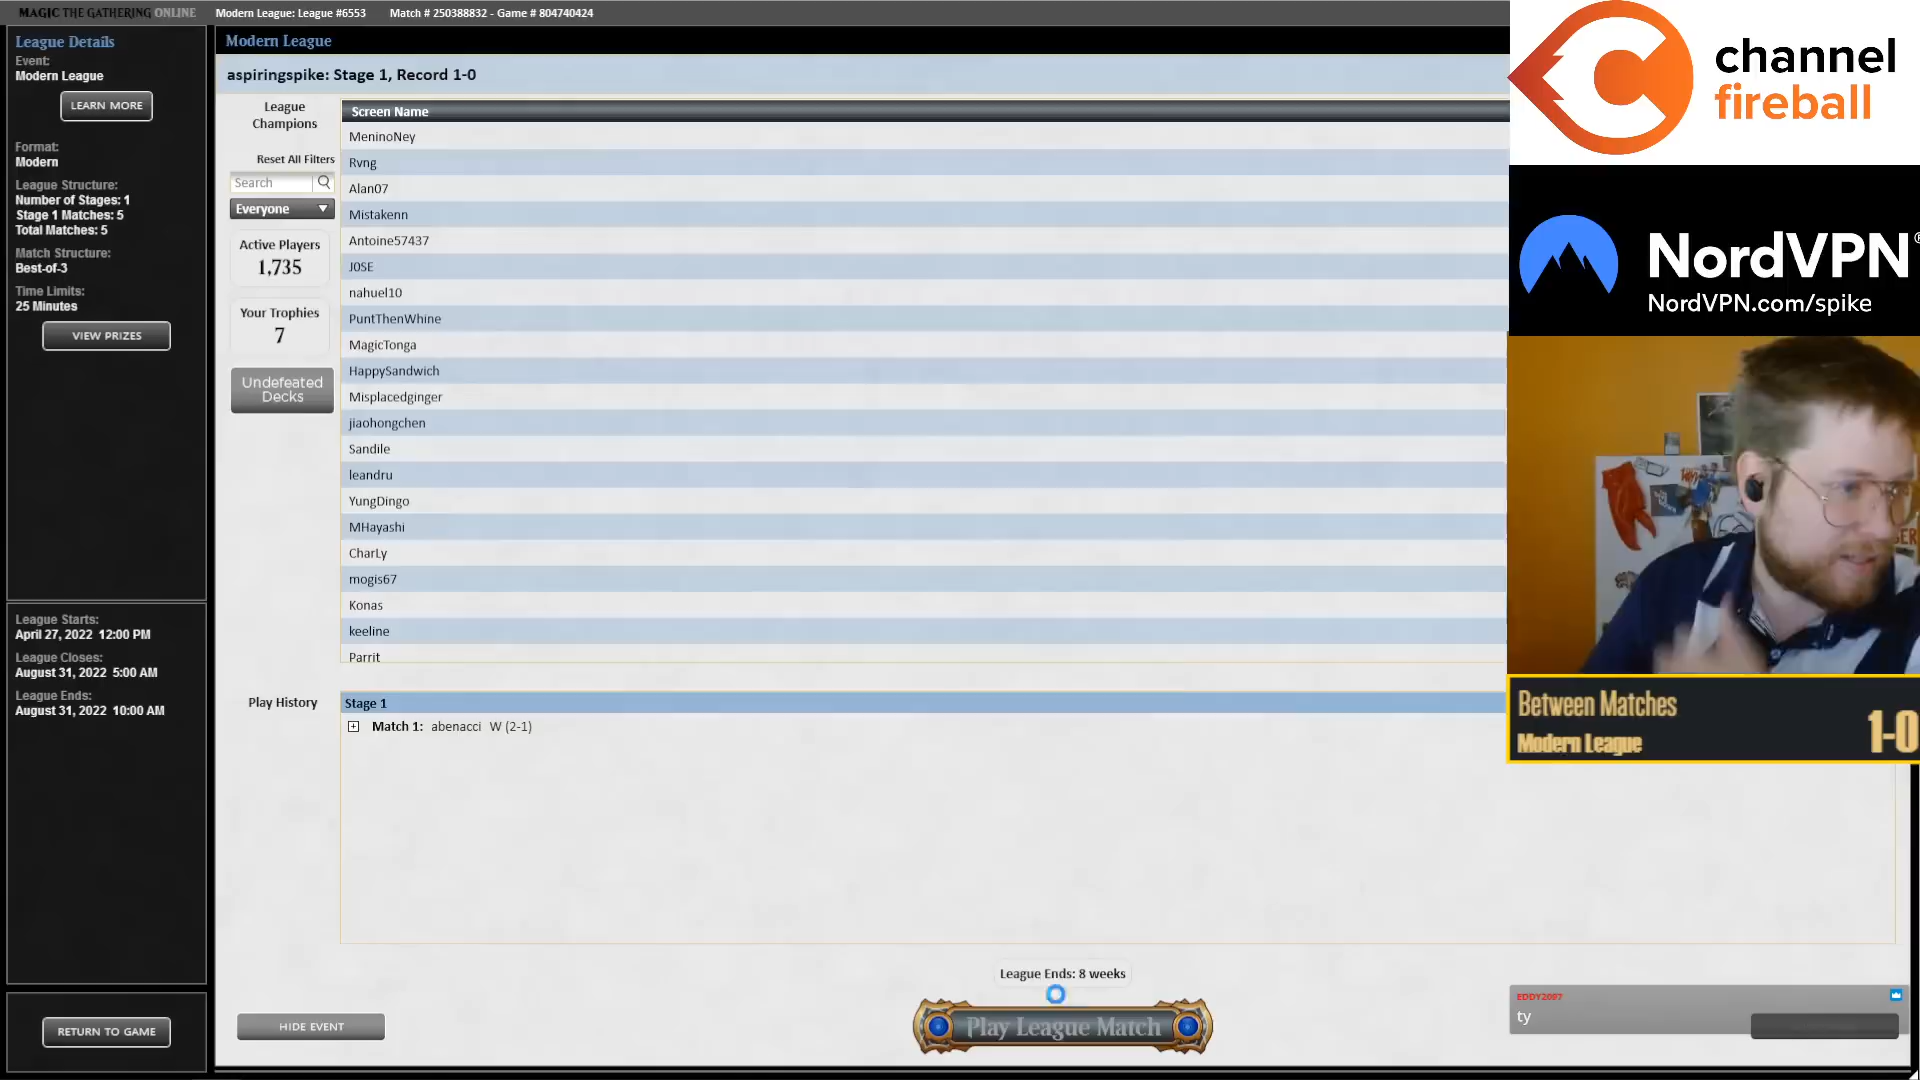 MAGIC THE GATHERING ONLINE
Modern League: League #6553
Match # 250388832 - Game # 804740424
League Details
Event:
Modern League
LEARN MORE
Format:
Modern
League Structure:
Number of Stages: 1
Stage 1 Matches: 5
Total Matches: 5
Match Structure:
Best-of-3
Time Limits:
25 Minutes
VIEW PRIZES
League Starts:
April 27, 2022 12:00 PM
League Closes:
August 31, 2022 5:00 AM
League Ends:
August 31, 2022 10:00 AM
RETURN TO GAME
Modern League
aspiringspike: Stage 1, Record 1-0
League
Champions
Reset All Filters
Search
Everyone
Active Players
1,735
Your Trophies
7
Undefeated
Decks
Screen Name
MeninoNey
Rvng
Alan07
Mistakenn
Antoine57437
J0SE
nahuel10
PuntThenWhine
MagicTonga
HappySandwich
Misplacedginger
jiaohongchen
Sandile
leandru
YungDingo
MHayashi
CharLy
mogis67
Konas
keeline
Parrit
Play History
Stage 1
Match 1: abenacci W (2-1)
League Ends: 8 weeks
HIDE EVENT
Play League Match
channel
fireball
NordVPN®
NordVPN.com/spike
Between Matches
Modern League
1-0
EDDY2097
ty